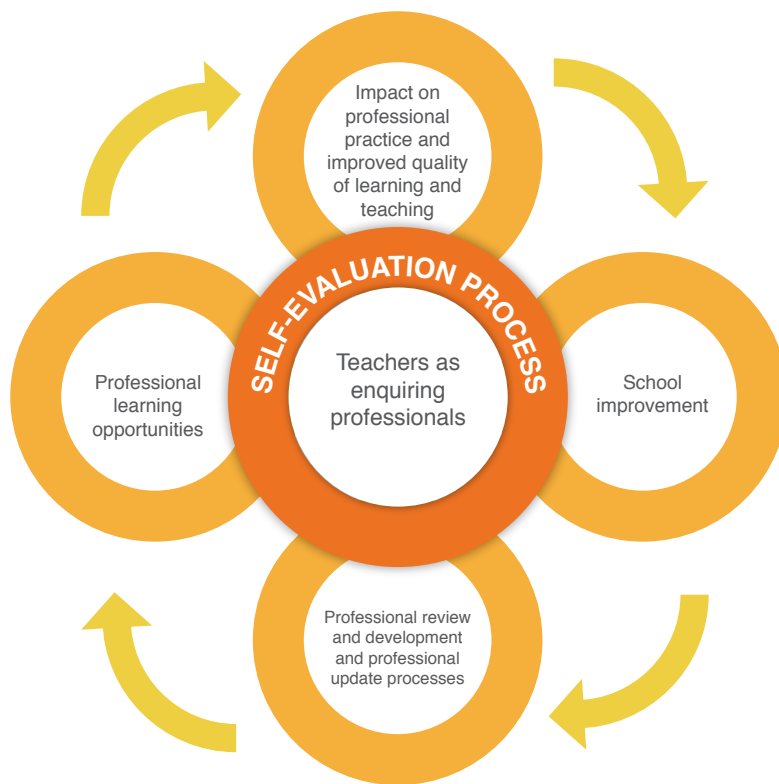 Impact on
professional
practice and
improved quality
of learning and
teaching
SELF-EVALUATION PROCESS
Teachers as
enquiring
professionals
Professional
learning
opportunities
School
improvement
Professional review
and development
and professional
update processes